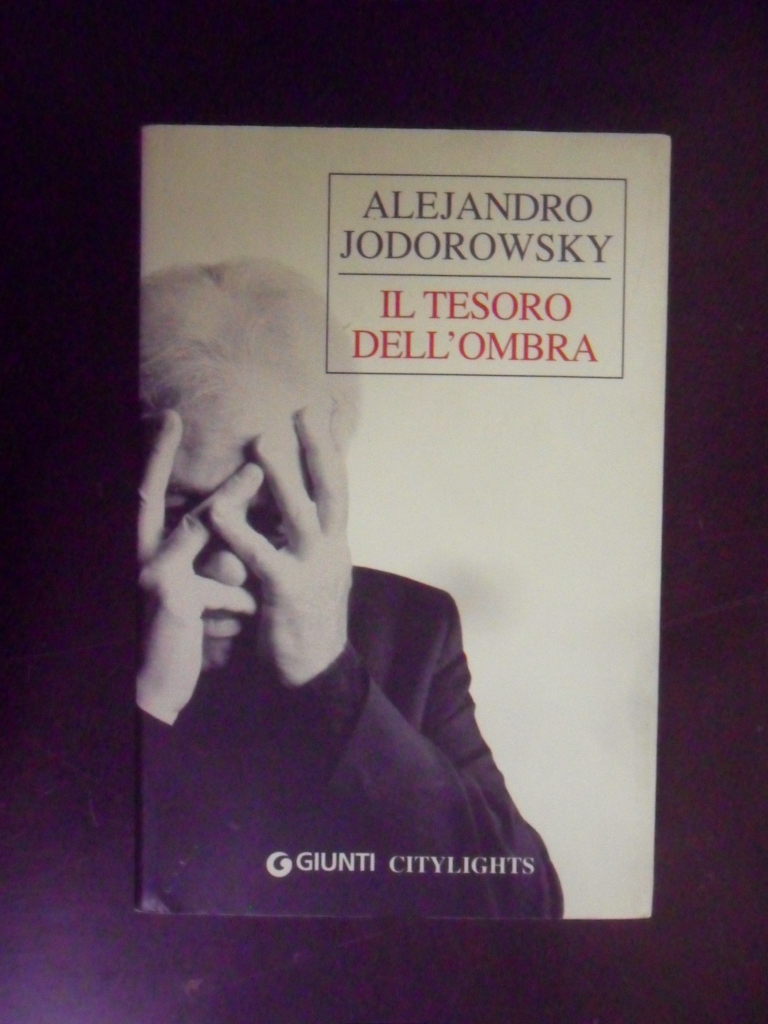 ALEJANDRO
JODOROWSKY
IL TESORO
DELL'OMBRA
GIUNTI CITYLIGHTS